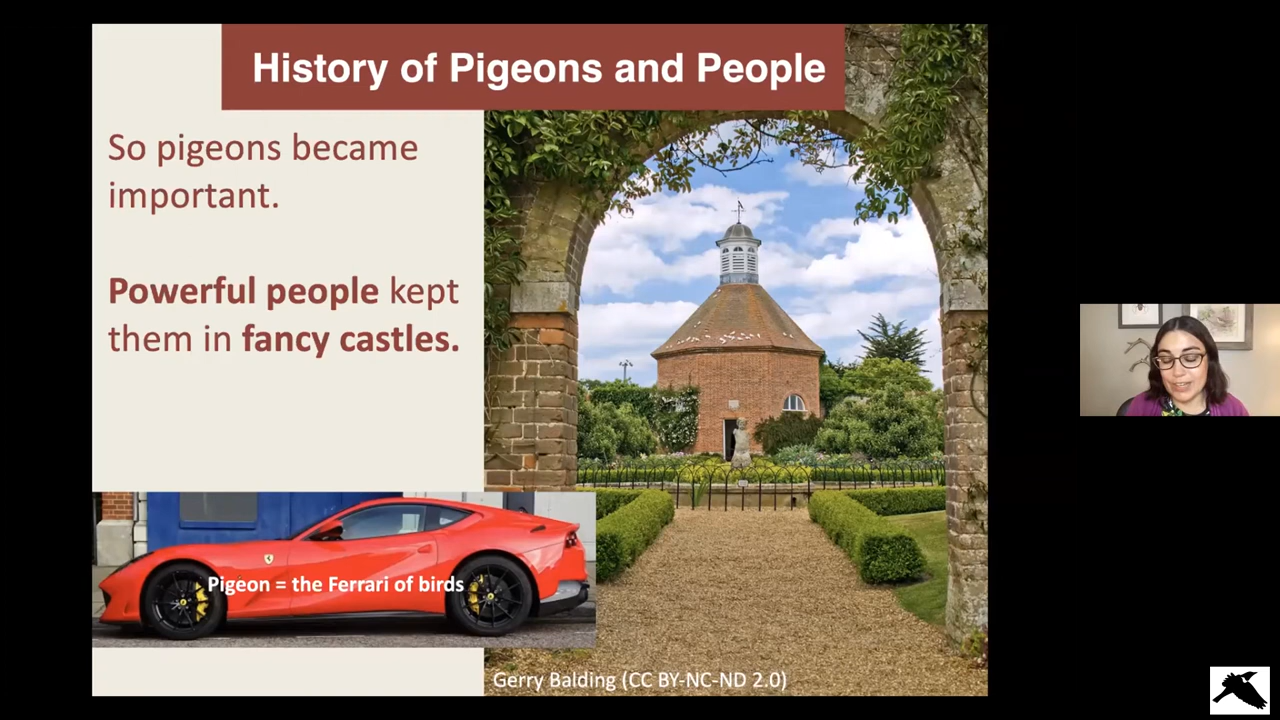 History of Pigeons and People
So pigeons became
important.
Powerful people kept
them in fancy castles.
Pigeon = the Ferrari of birds
Gerry Balding (CC BY-NC-ND 2.0)